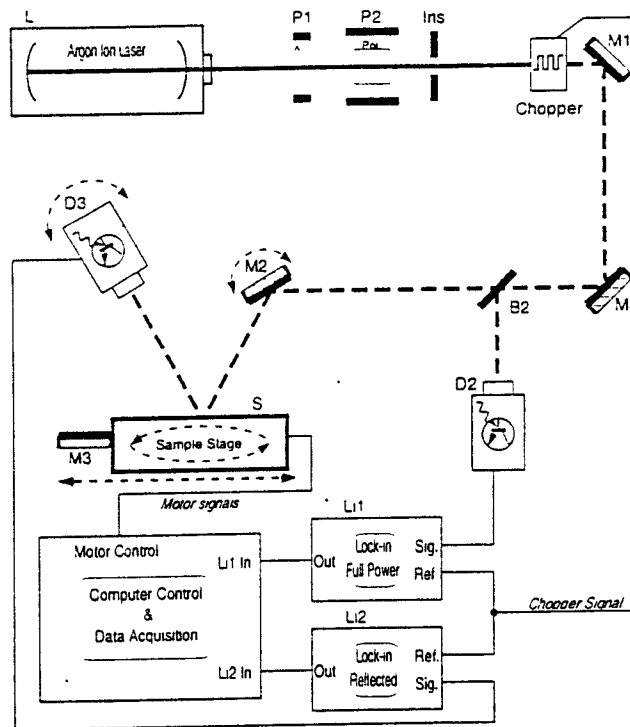 L
P1
P2
Ins
Argon Ion Laser
M1
Chopper
D3
M2
B2
M
D2
S
Sample Stage
M3
Motor signals
Li1
Motor Control
Li1 In
Out
Lock-in
Full Power
Sig.
Ref
Computer Control
&
Data Acquisition
Chopper Signal
Li2
Li2 In
Out
Lock-in
Reflected
Ref.
Sig.